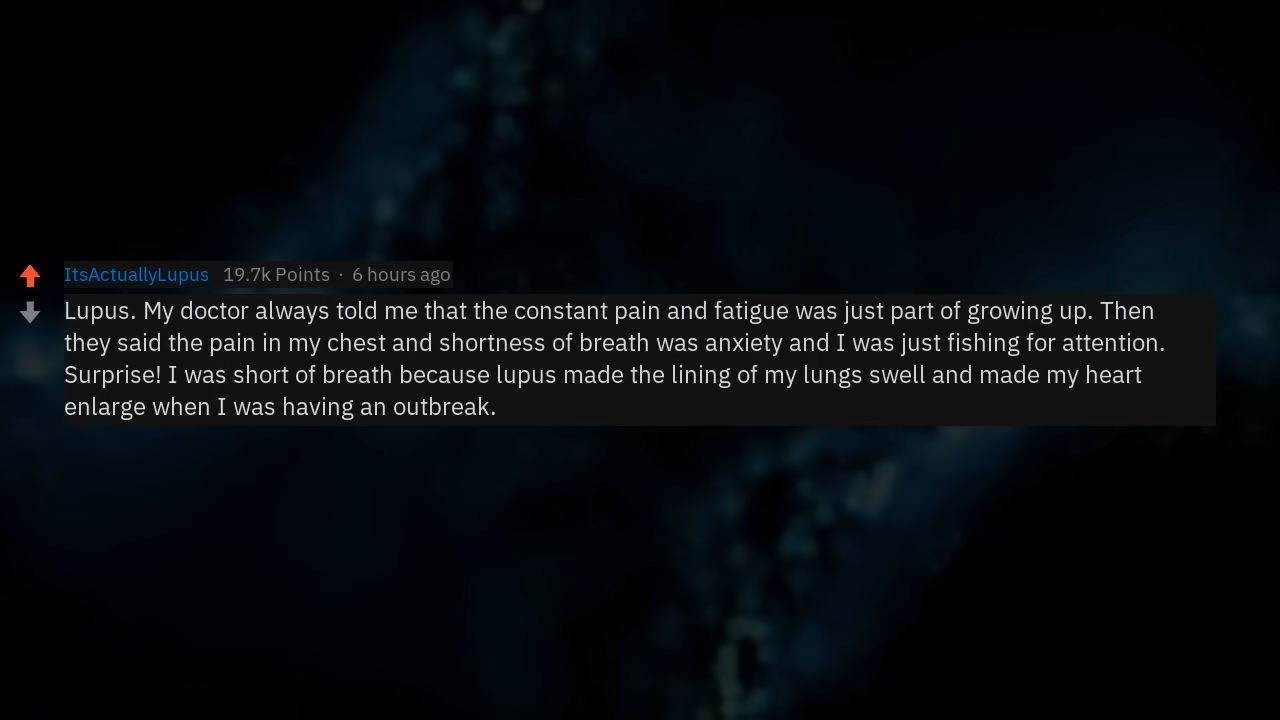 ItsActuallyLupus 19.7k Points · 6 hours ago
Lupus. My doctor always told me that the constant pain and fatigue was just part of growing up. Then
they said the pain in my chest and shortness of breath was anxiety and I was just fishing for attention.
Surprise! I was short of breath because lupus made the lining of my lungs swell and made my heart
enlarge when I was having an outbreak.